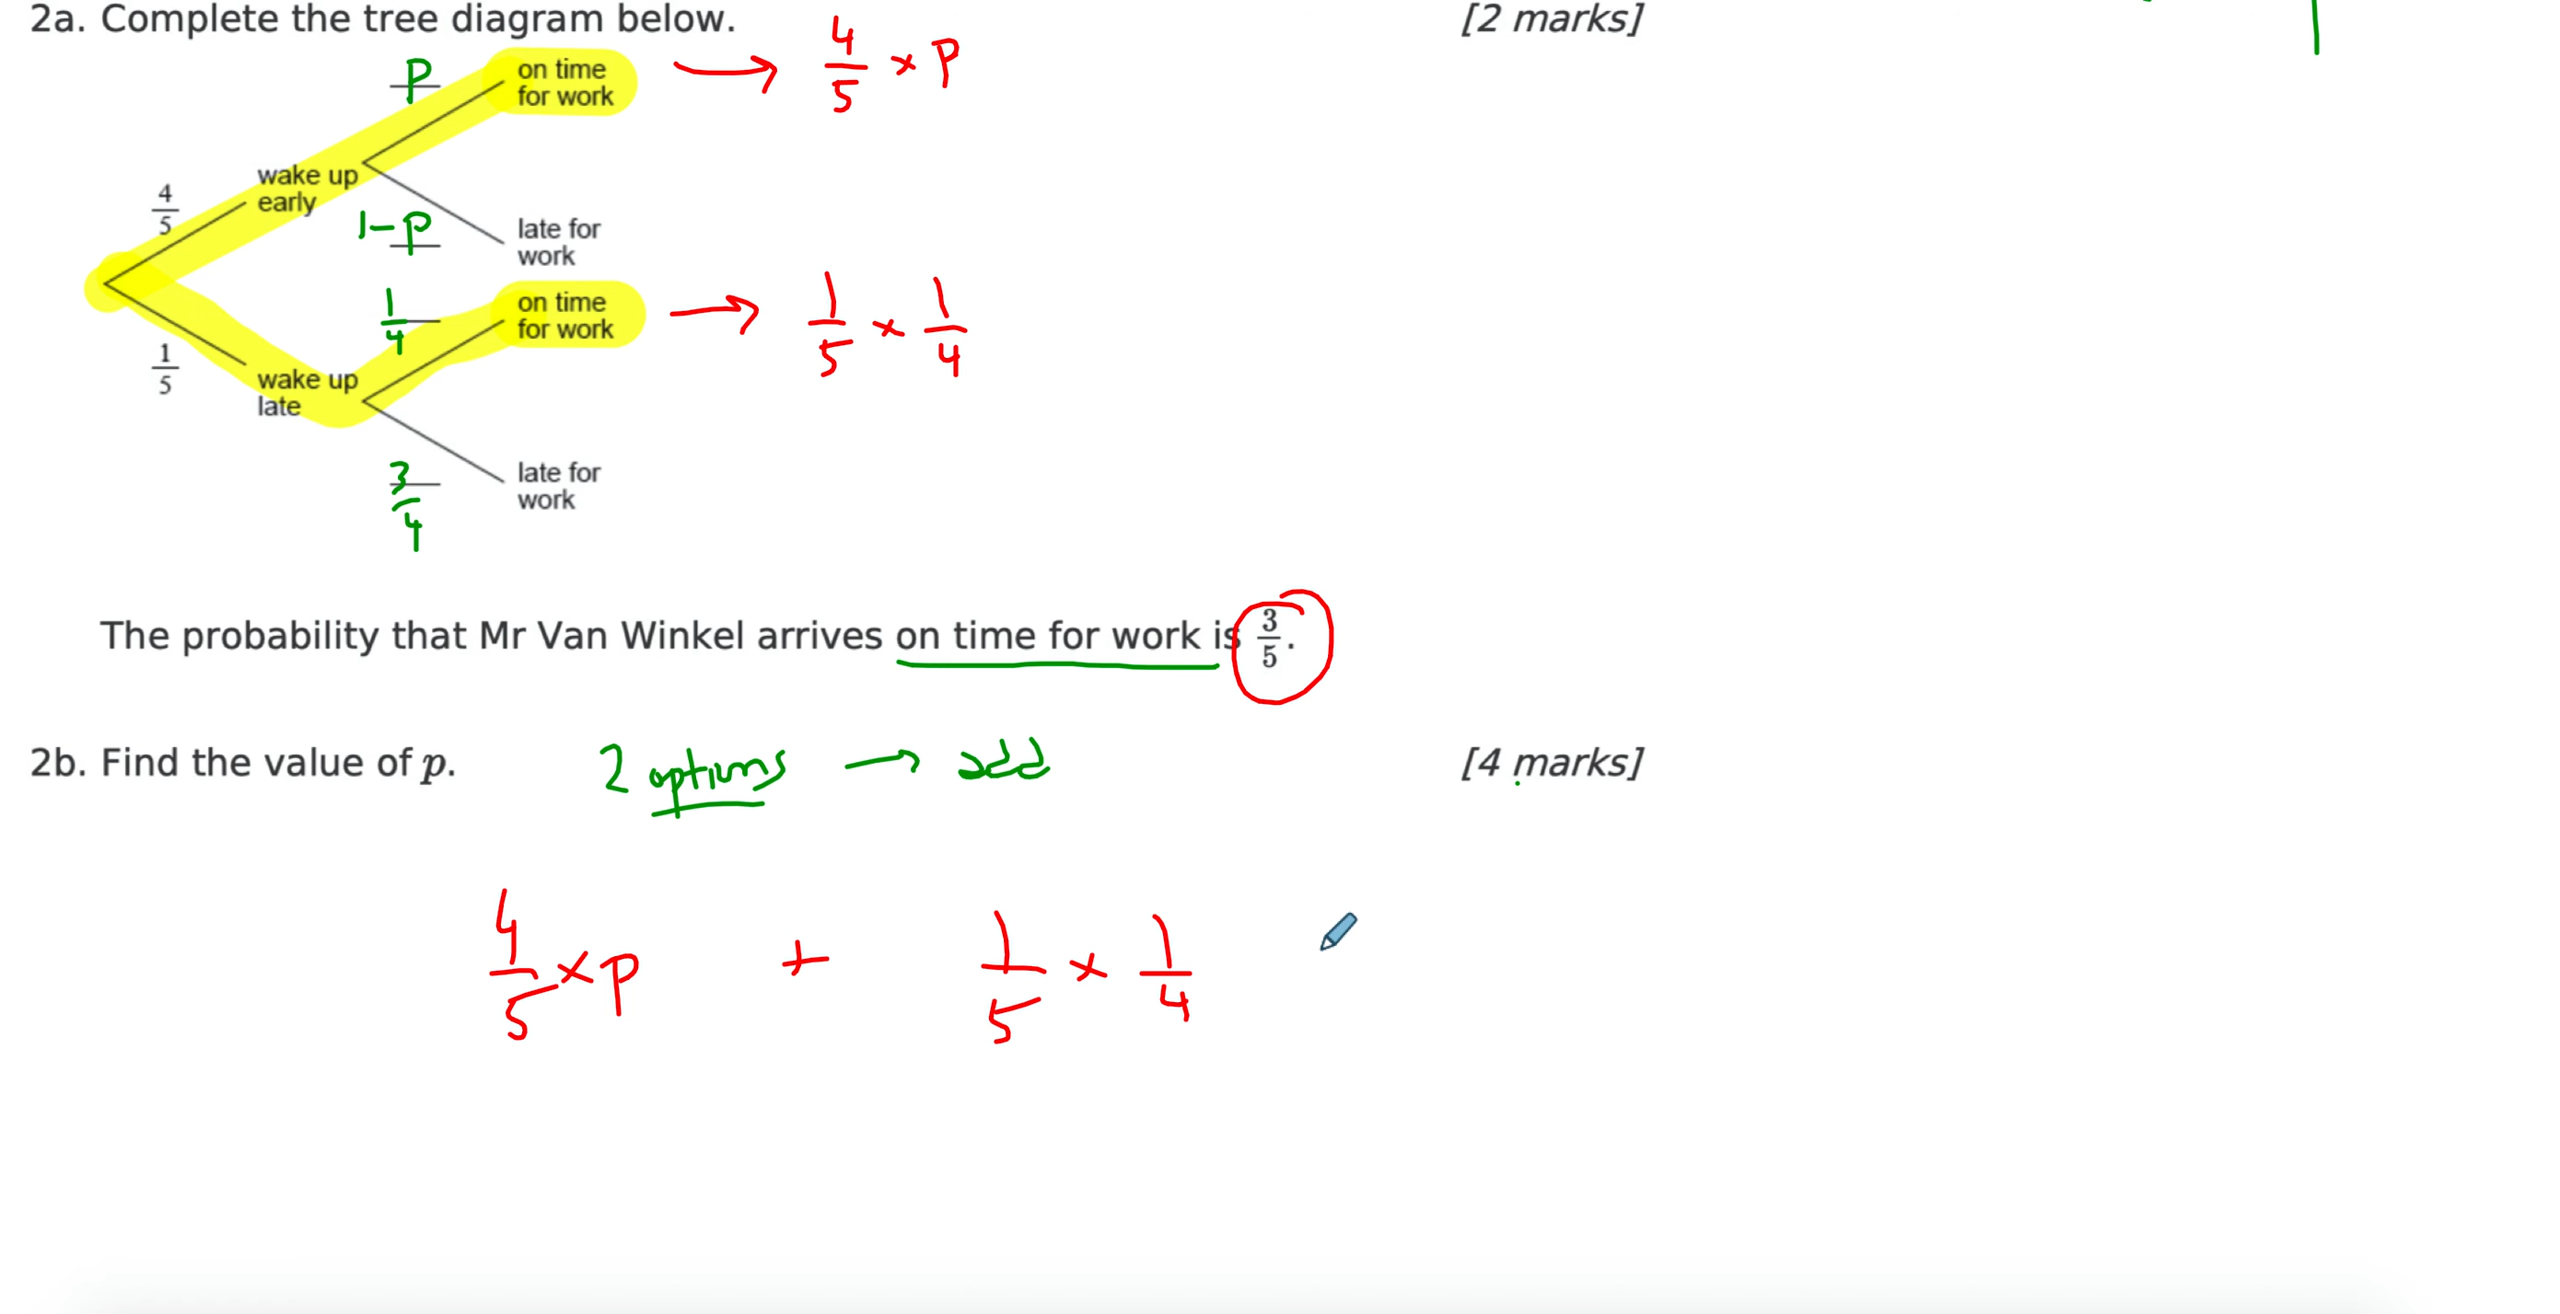 2a. Complete the tree diagram below. [2 marks]
p
on time
for work
→ 4/5 × p
wake up
early
4/5
1-p
late for
work
1/4
on time
for work
→ 1/5 × 1/4
1/5
wake up
late
3/4
late for
work
The probability that Mr Van Winkel arrives on time for work is 3/5.
2b. Find the value of p. 2 options → add [4 marks]
4/5 × p + 1/5 × 1/4